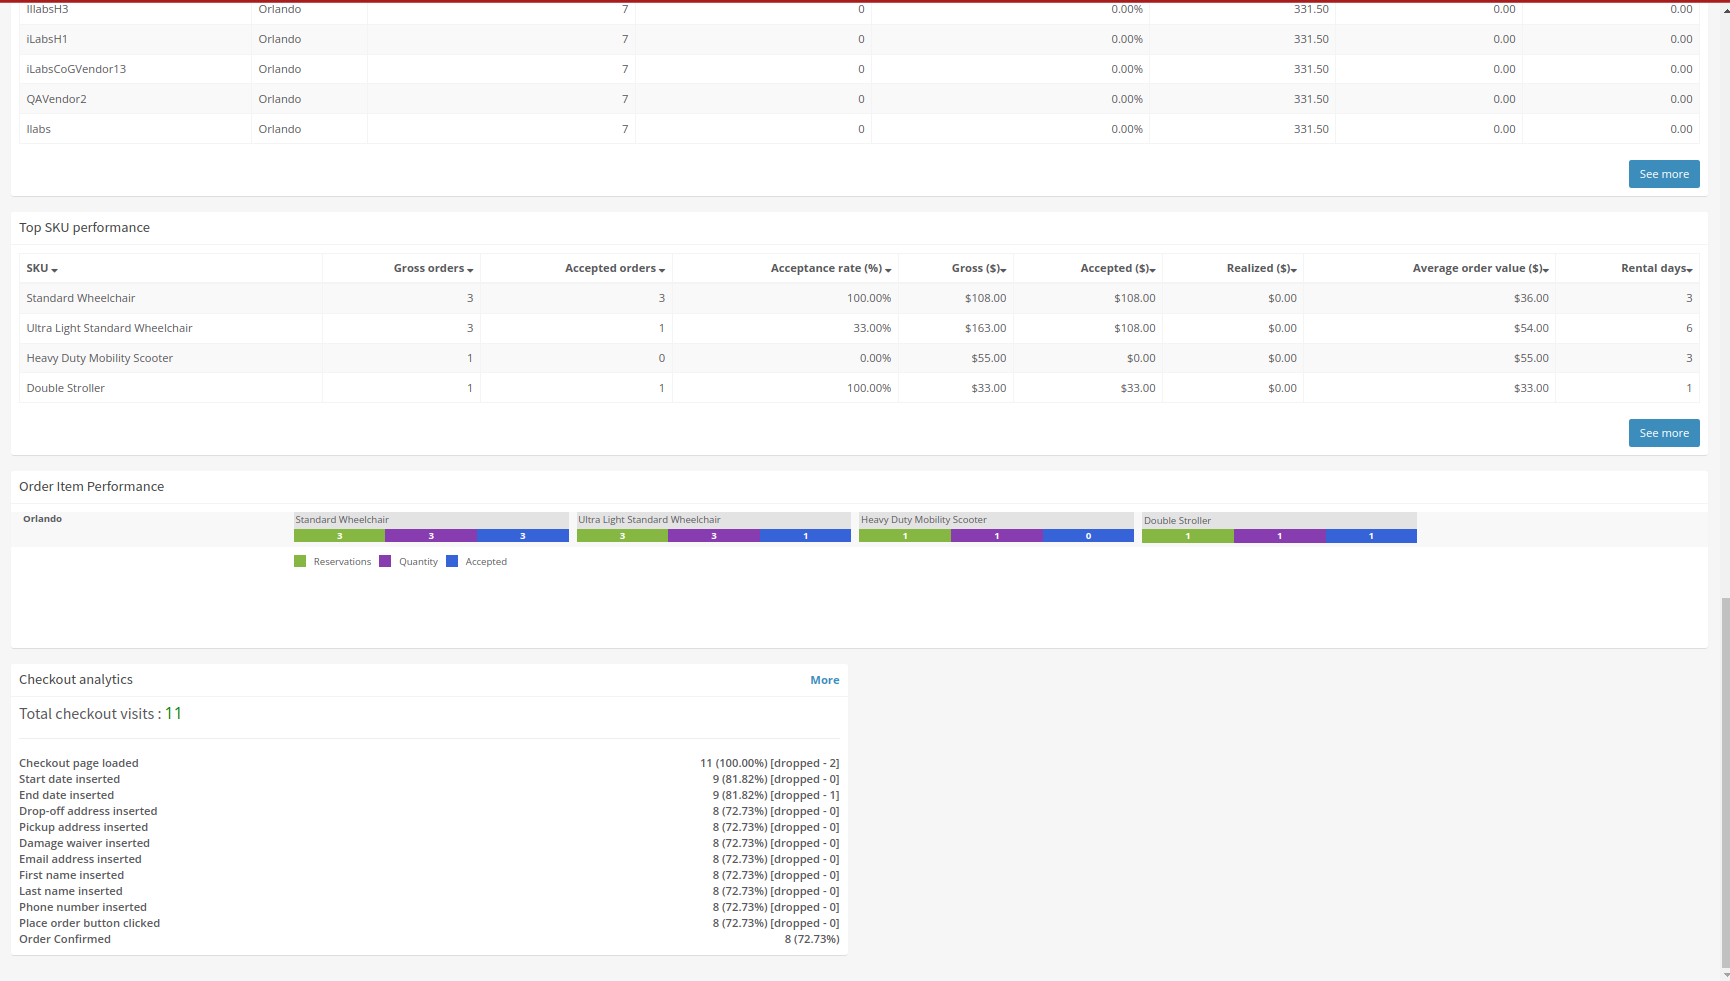 IllabsH3 Orlando 7 0 0.00% 331.50 0.00 0.00
iLabsH1 Orlando 7 0 0.00% 331.50 0.00 0.00
iLabsCoGVendor13 Orlando 7 0 0.00% 331.50 0.00 0.00
QAVendor2 Orlando 7 0 0.00% 331.50 0.00 0.00
llabs Orlando 7 0 0.00% 331.50 0.00 0.00
See more
Top SKU performance
SKU Gross orders Accepted orders Acceptance rate (%) Gross ($) Accepted ($) Realized ($) Average order value ($) Rental days
Standard Wheelchair 3 3 100.00% $108.00 $108.00 $0.00 $36.00 3
Ultra Light Standard Wheelchair 3 1 33.00% $163.00 $108.00 $0.00 $54.00 6
Heavy Duty Mobility Scooter 1 0 0.00% $55.00 $0.00 $0.00 $55.00 3
Double Stroller 1 1 100.00% $33.00 $33.00 $0.00 $33.00 1
See more
Order Item Performance
Orlando Standard Wheelchair Ultra Light Standard Wheelchair Heavy Duty Mobility Scooter Double Stroller
3 3 3 3 3 1 1 1 0 1 1 1
Reservations Quantity Accepted
Checkout analytics More
Total checkout visits : 11
Checkout page loaded 11 (100.00%) [dropped - 2]
Start date inserted 9 (81.82%) [dropped - 0]
End date inserted 9 (81.82%) [dropped - 1]
Drop-off address inserted 8 (72.73%) [dropped - 0]
Pickup address inserted 8 (72.73%) [dropped - 0]
Damage waiver inserted 8 (72.73%) [dropped - 0]
Email address inserted 8 (72.73%) [dropped - 0]
First name inserted 8 (72.73%) [dropped - 0]
Last name inserted 8 (72.73%) [dropped - 0]
Phone number inserted 8 (72.73%) [dropped - 0]
Place order button clicked 8 (72.73%) [dropped - 0]
Order Confirmed 8 (72.73%)